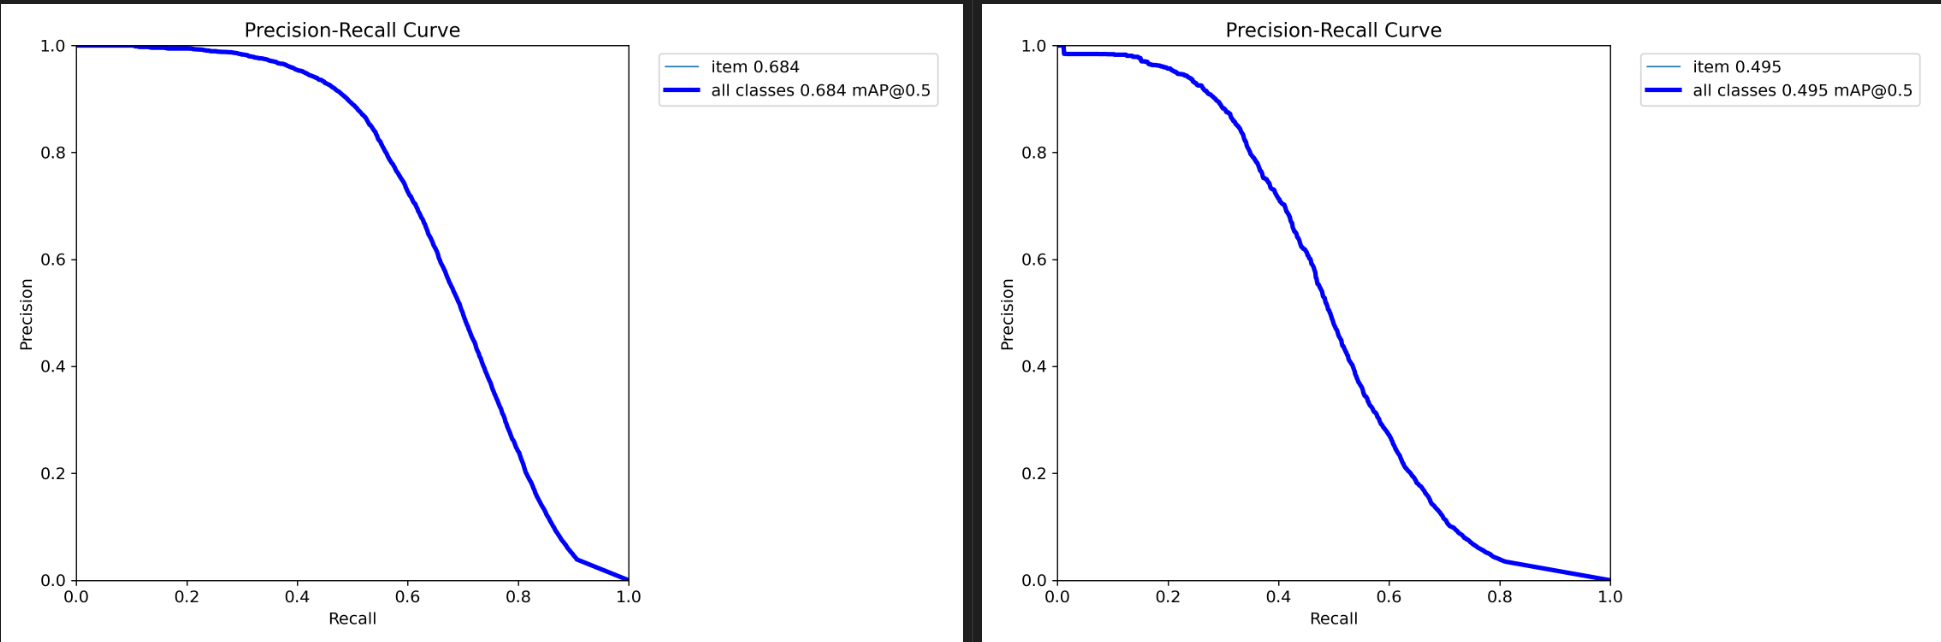 Precision-Recall Curve
1.0
0.8
0.6
0.4
0.2
0.0
Precision
0.0 0.2 0.4 0.6 0.8 1.0
Recall
item 0.684
all classes 0.684 mAP@0.5
Precision-Recall Curve
1.0
0.8
0.6
0.4
0.2
0.0
Precision
0.0 0.2 0.4 0.6 0.8 1.0
Recall
item 0.495
all classes 0.495 mAP@0.5